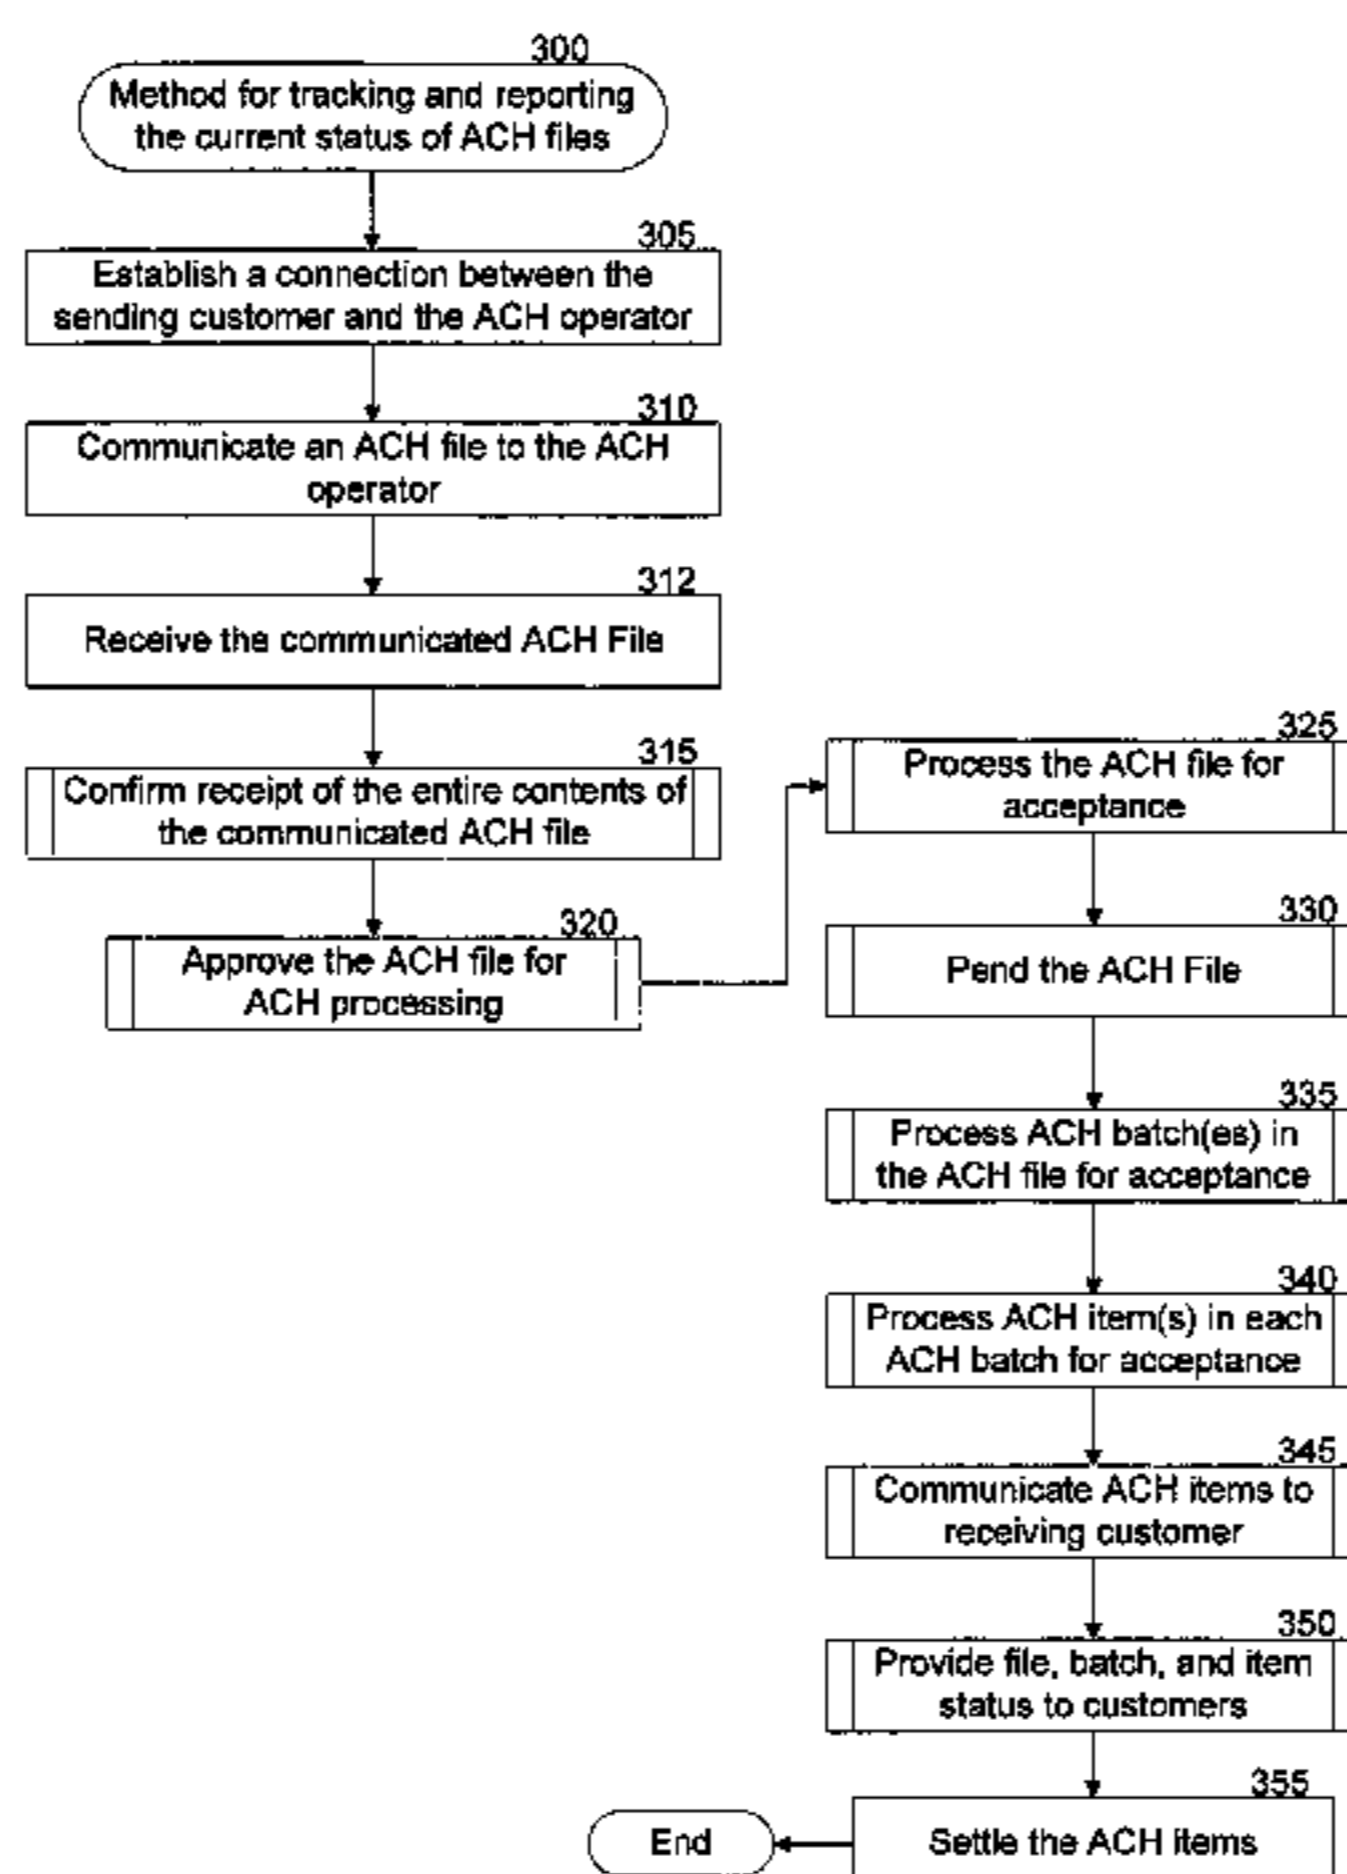 300
Method for tracking and reporting
the current status of ACH files
305
Establish a connection between the
sending customer and the ACH operator
310
Communicate an ACH file to the ACH
operator
312
Receive the communicated ACH File
315
Confirm receipt of the entire contents of
the communicated ACH file
320
Approve the ACH file for
ACH processing
325
Process the ACH file for
acceptance
330
Pend the ACH File
335
Process ACH batch(es) in
the ACH file for acceptance
340
Process ACH item(s) in each
ACH batch for acceptance
345
Communicate ACH items to
receiving customer
350
Provide file, batch, and item
status to customers
355
Settle the ACH items
End